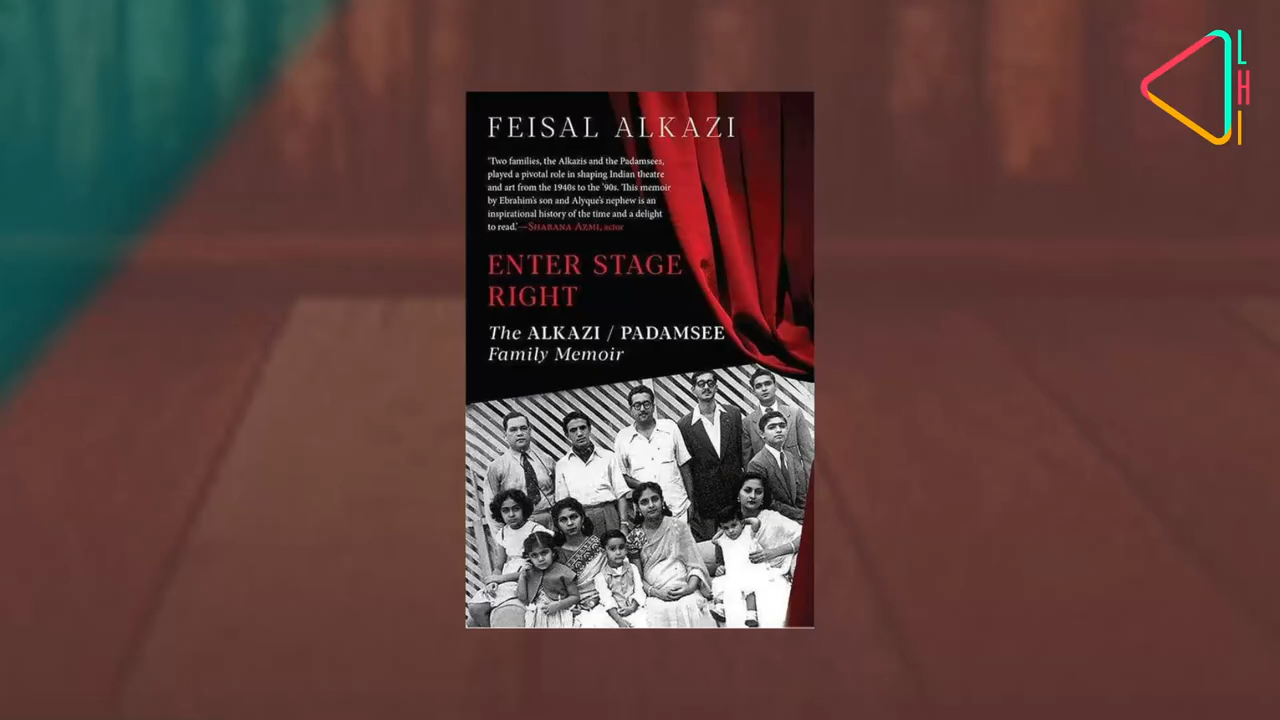 FEISAL ALKAZI
'Two families, the Alkazis and the Padamsees,
played a pivotal role in shaping Indian theatre
and art from the 1940s to the '90s. This memoir
by Ebrahim's son and Alyque's nephew is an
inspirational history of the time and a delight
to read.'—SHABANA AZMI, actor
ENTER STAGE
RIGHT
The ALKAZI / PADAMSEE
Family Memoir
L
H
I